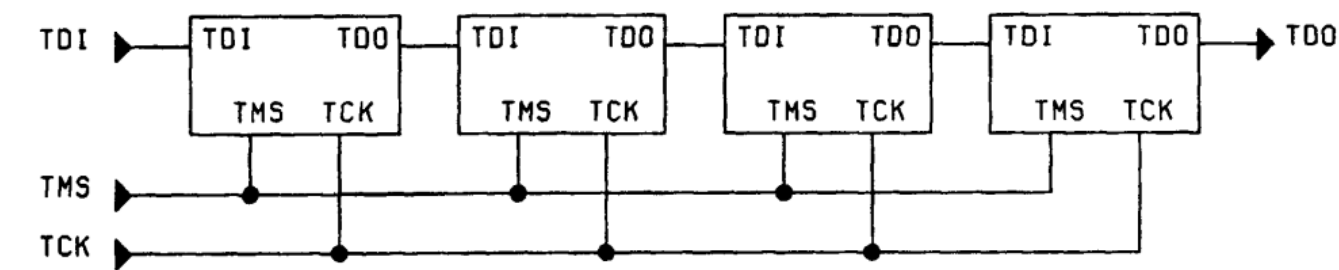 TDI TDI TDO TDI TDO TDI TDO TDI TDO TDO
TMS TCK TMS TCK TMS TCK TMS TCK
TMS
TCK